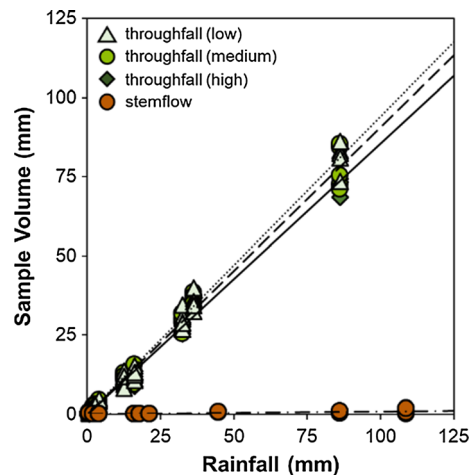 125
100
75
50
25
0
Sample Volume (mm)
throughfall (low)
throughfall (medium)
throughfall (high)
stemflow
0 25 50 75 100 125
Rainfall (mm)